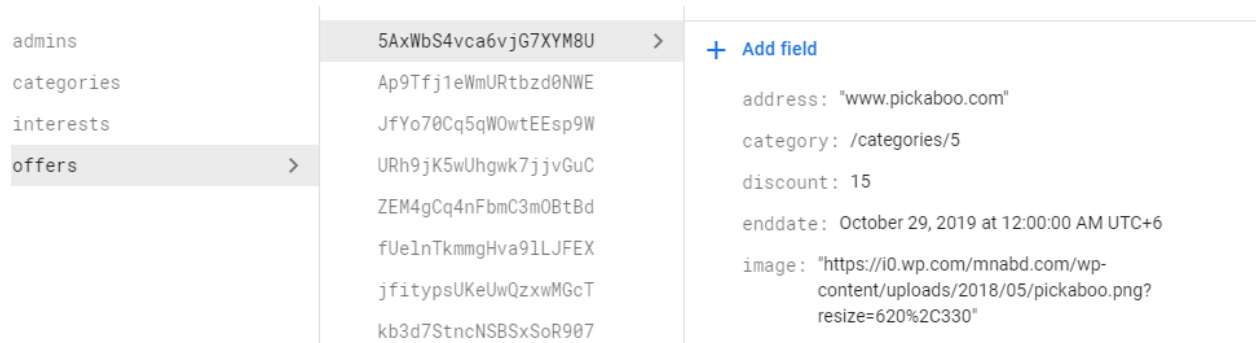 admins
categories
interests
offers
5AxWbS4vca6vjG7XYM8U
Ap9Tfj1eWmURtbzd0NWE
JfYo70Cq5qWOwtEEsp9W
URh9jK5wUhgwk7jjvGuC
ZEM4gCq4nFbmC3mOBtBd
fUelnTkmmgHva9lLJFEX
jfitypsUKeUwQzxwMGcT
kb3d7StncNSBSxSoR907
Add field
address: "www.pickaboo.com"
category: /categories/5
discount: 15
enddate: October 29, 2019 at 12:00:00 AM UTC+6
image: "https://i0.wp.com/mnabd.com/wp-
content/uploads/2018/05/pickaboo.png?
resize=620%2C330"